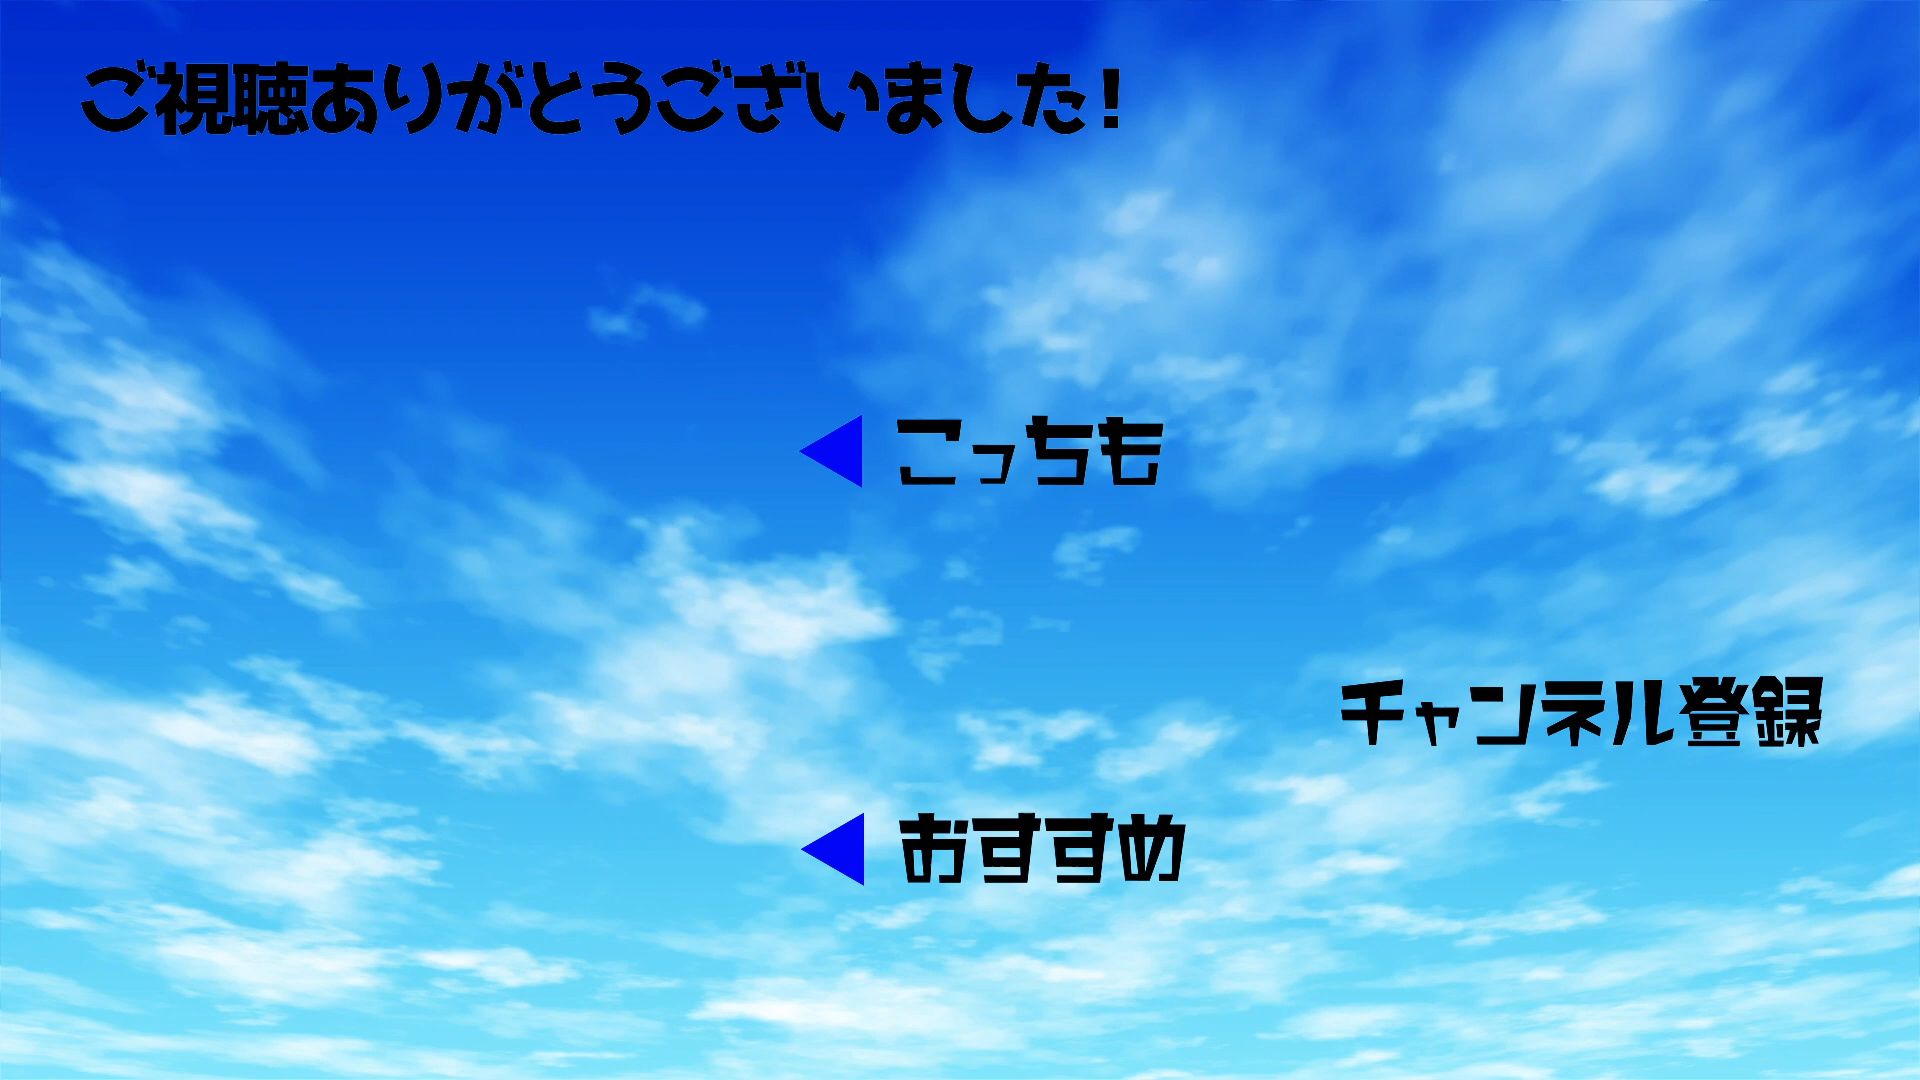 ご視聴ありがとうございました!
こっちも
チャンネル登録
おすすめ